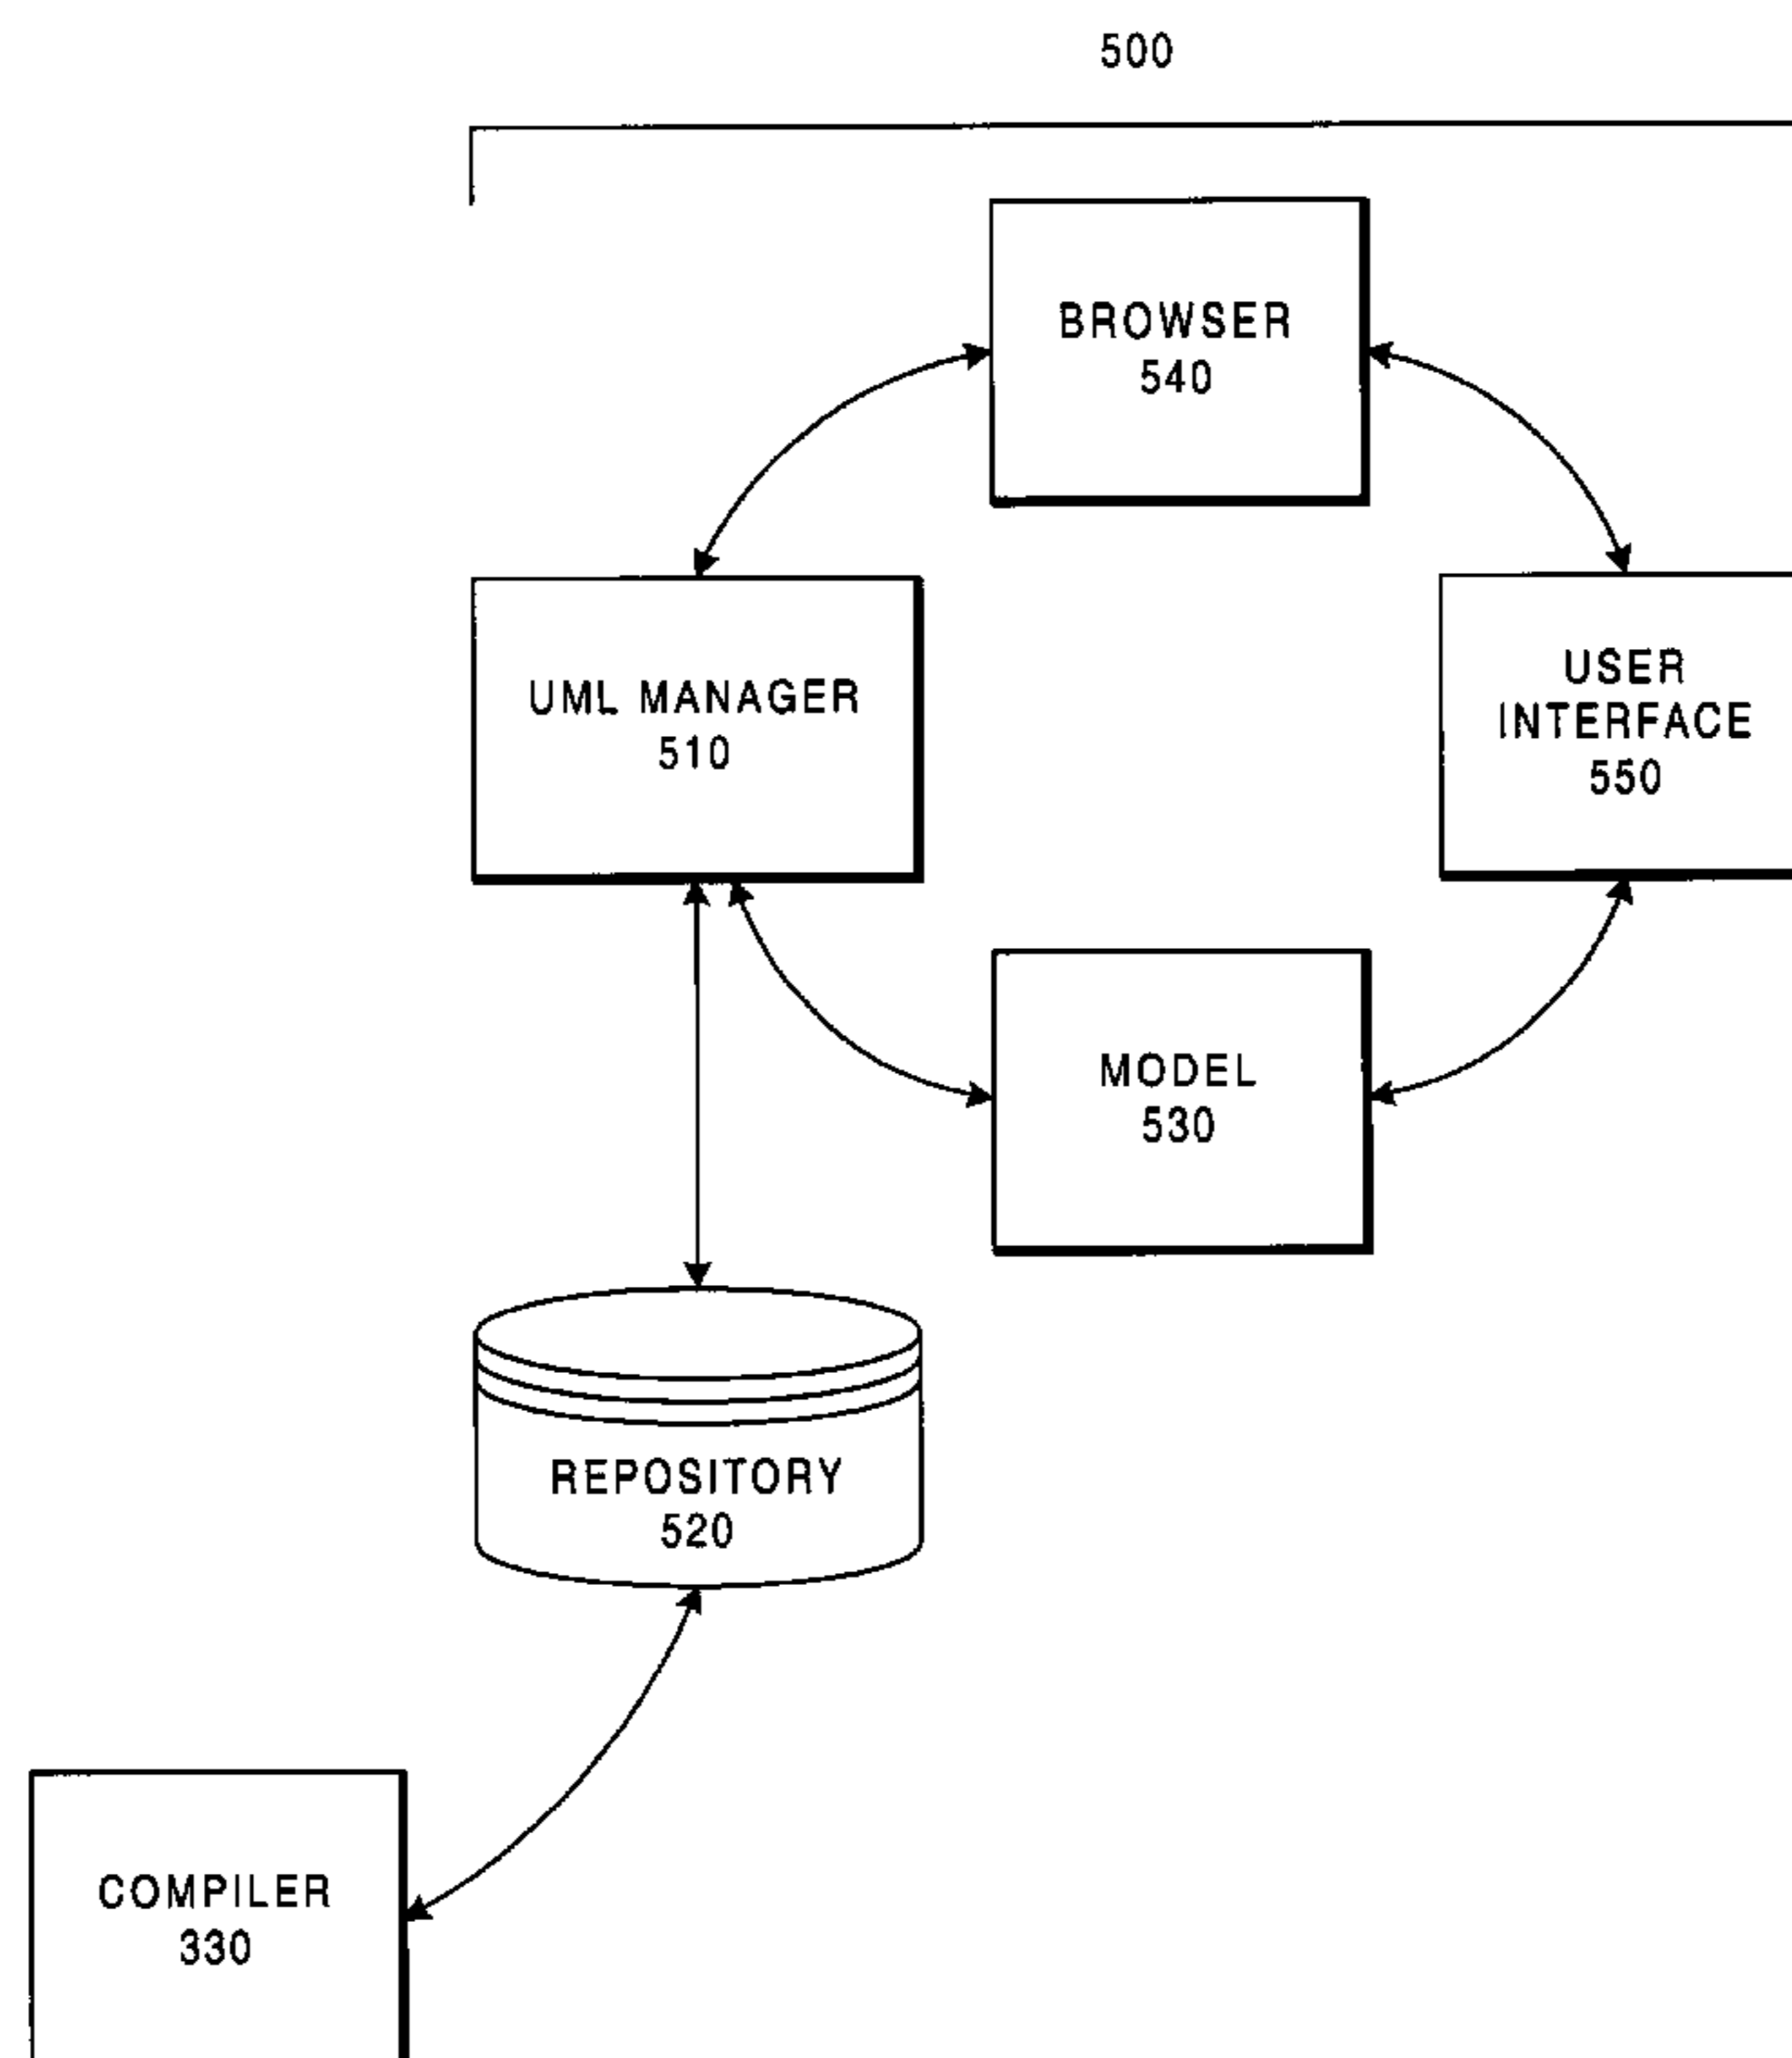 500
BROWSER
540
UML MANAGER
510
USER
INTERFACE
550
MODEL
530
REPOSITORY
520
COMPILER
330